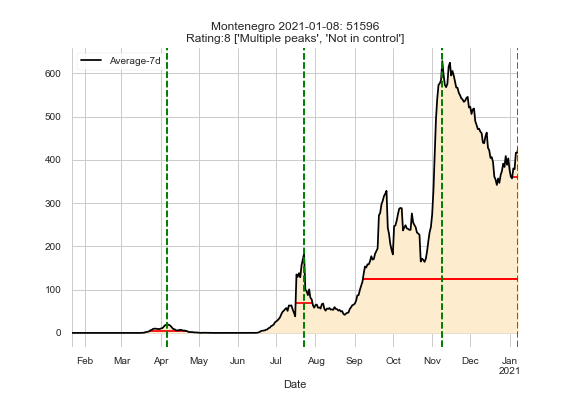 Montenegro 2021-01-08: 51596
Rating:8 ['Multiple peaks', 'Not in control']
Average-7d
600
500
400
300
200
100
0
Feb Mar Apr May Jun Jul Aug Sep Oct Nov Dec Jan
2021
Date